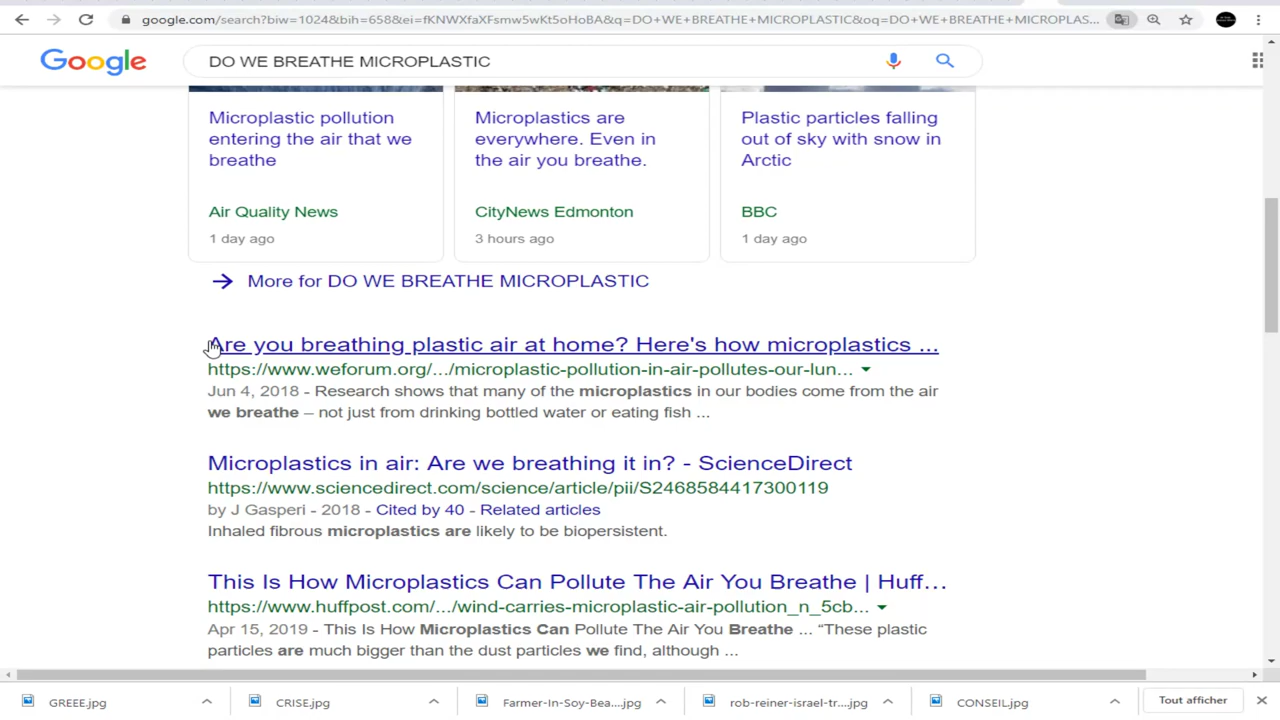 google.com/search?biw=1024&bih=658&ei=fKNWXfaXFsmw5wKt5oHoBA&q=DO+WE+BREATHE+MICROPLASTIC&oq=DO+WE+BREATHE+MICROPLAS...
Google
DO WE BREATHE MICROPLASTIC
Microplastic pollution
entering the air that we
breathe
Air Quality News
1 day ago
Microplastics are
everywhere. Even in
the air you breathe.
CityNews Edmonton
3 hours ago
Plastic particles falling
out of sky with snow in
Arctic
BBC
1 day ago
More for DO WE BREATHE MICROPLASTIC
Are you breathing plastic air at home? Here's how microplastics ...
https://www.weforum.org/.../microplastic-pollution-in-air-pollutes-our-lun...
Jun 4, 2018 - Research shows that many of the microplastics in our bodies come from the air
we breathe – not just from drinking bottled water or eating fish ...
Microplastics in air: Are we breathing it in? - ScienceDirect
https://www.sciencedirect.com/science/article/pii/S2468584417300119
by J Gasperi - 2018 - Cited by 40 - Related articles
Inhaled fibrous microplastics are likely to be biopersistent.
This Is How Microplastics Can Pollute The Air You Breathe | Huff...
https://www.huffpost.com/.../wind-carries-microplastic-air-pollution_n_5cb...
Apr 15, 2019 - This Is How Microplastics Can Pollute The Air You Breathe ... “These plastic
particles are much bigger than the dust particles we find, although ...
GREEE.jpg
CRISE.jpg
Farmer-In-Soy-Bea....jpg
rob-reiner-israel-tr....jpg
CONSEIL.jpg
Tout afficher